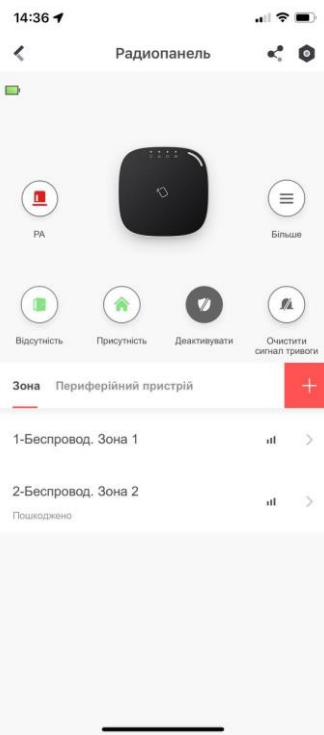 14:36
Радиопанель
PA
Більше
Відсутність
Присутність
Деактивувати
Очистити
сигнал тривоги
Зона
Периферійний пристрій
1-Беспровод. Зона 1
2-Беспровод. Зона 2
Пошкоджено